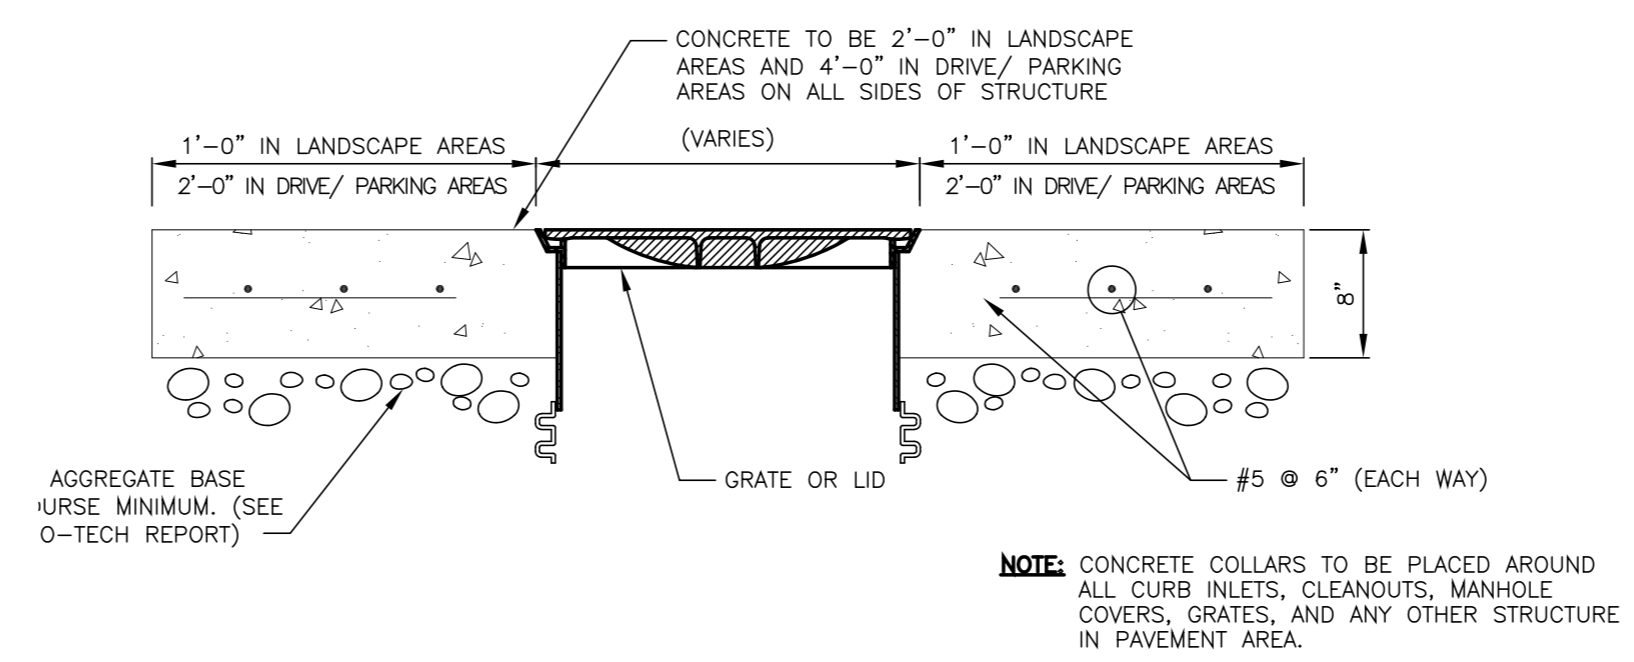 CONCRETE TO BE 2'-0" IN LANDSCAPE
AREAS AND 4'-0" IN DRIVE/ PARKING
AREAS ON ALL SIDES OF STRUCTURE
1'-0" IN LANDSCAPE AREAS
2'-0" IN DRIVE/ PARKING AREAS
(VARIES)
1'-0" IN LANDSCAPE AREAS
2'-0" IN DRIVE/ PARKING AREAS
8"
AGGREGATE BASE
URSE MINIMUM. (SEE
O-TECH REPORT)
GRATE OR LID
#5 @ 6" (EACH WAY)
NOTE: CONCRETE COLLARS TO BE PLACED AROUND
ALL CURB INLETS, CLEANOUTS, MANHOLE
COVERS, GRATES, AND ANY OTHER STRUCTURE
IN PAVEMENT AREA.